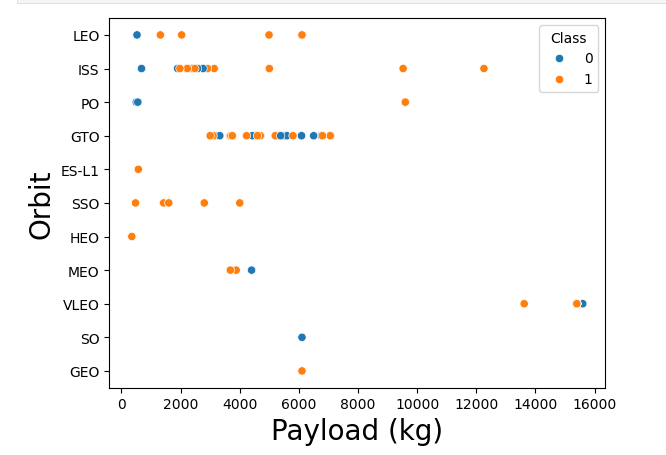 Class
0
1
LEO
ISS
PO
GTO
ES-L1
SSO
HEO
MEO
VLEO
SO
GEO
Orbit
0 2000 4000 6000 8000 10000 12000 14000 16000
Payload (kg)